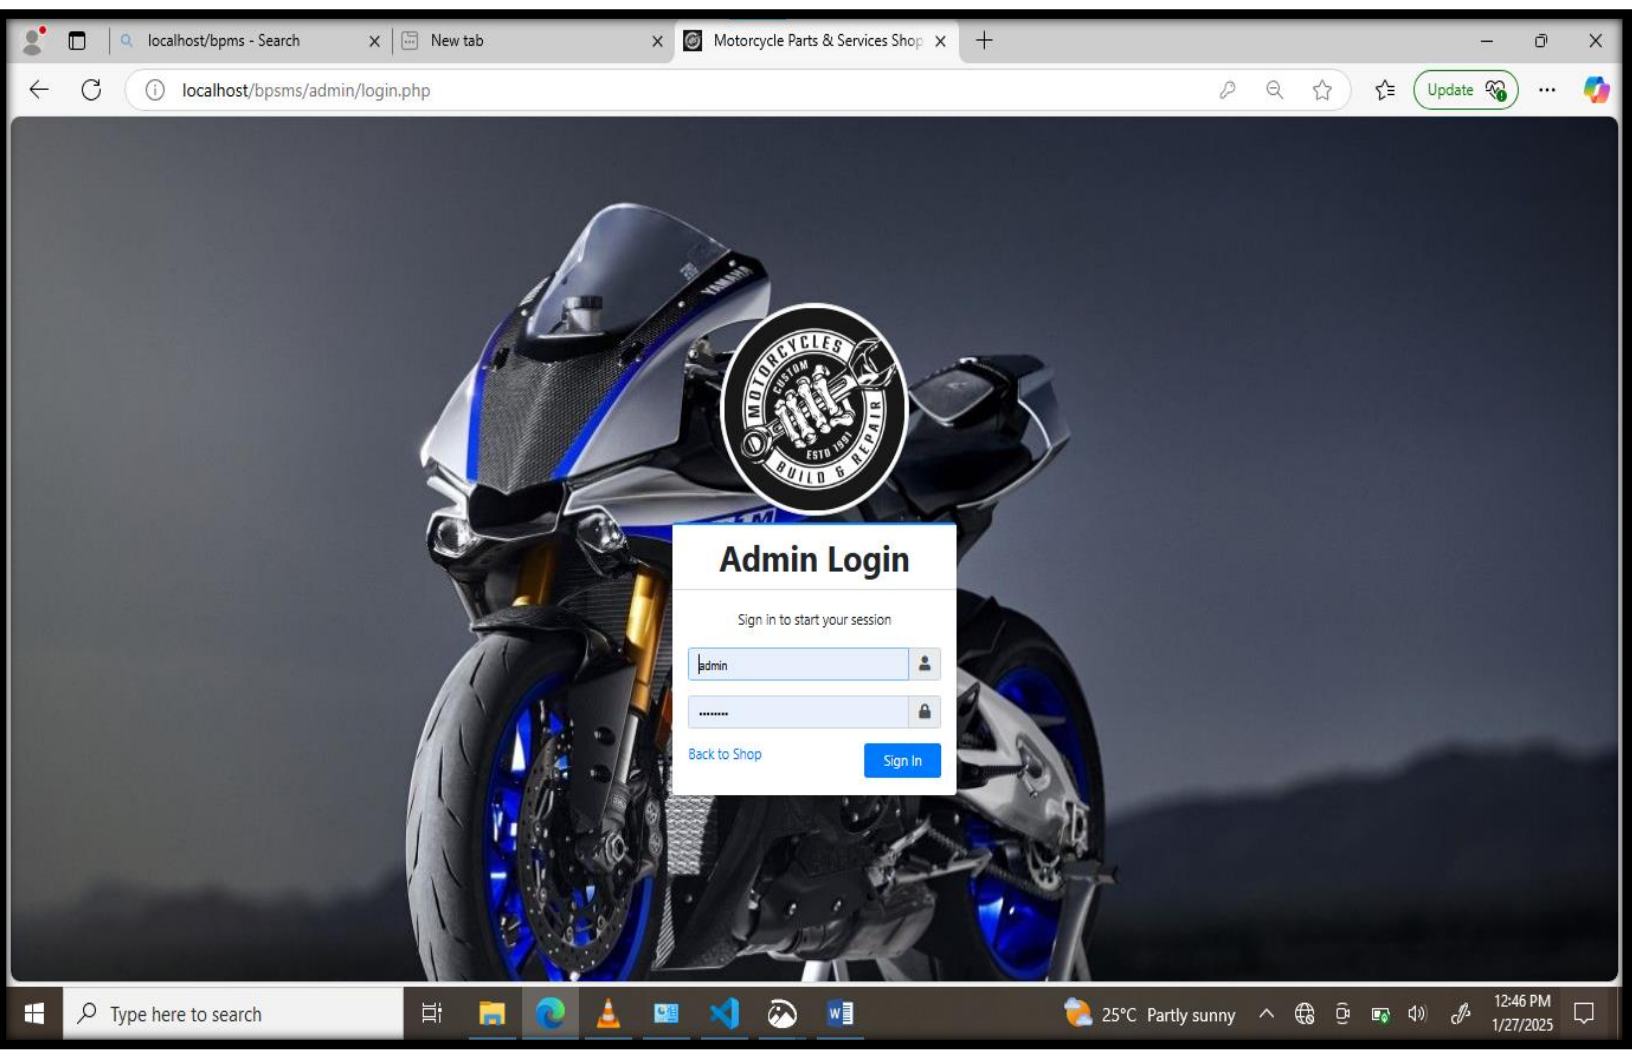 localhost/bpms - Search
New tab
Motorcycle Parts & Services Shop
localhost/bpsms/admin/login.php
Update
YAMAHA
MOTORCYCLES
CUSTOM
ESTD 1991
BUILD & REPAIR
Admin Login
Sign in to start your session
admin
Back to Shop
Sign In
Type here to search
25°C Partly sunny
12:46 PM
1/27/2025